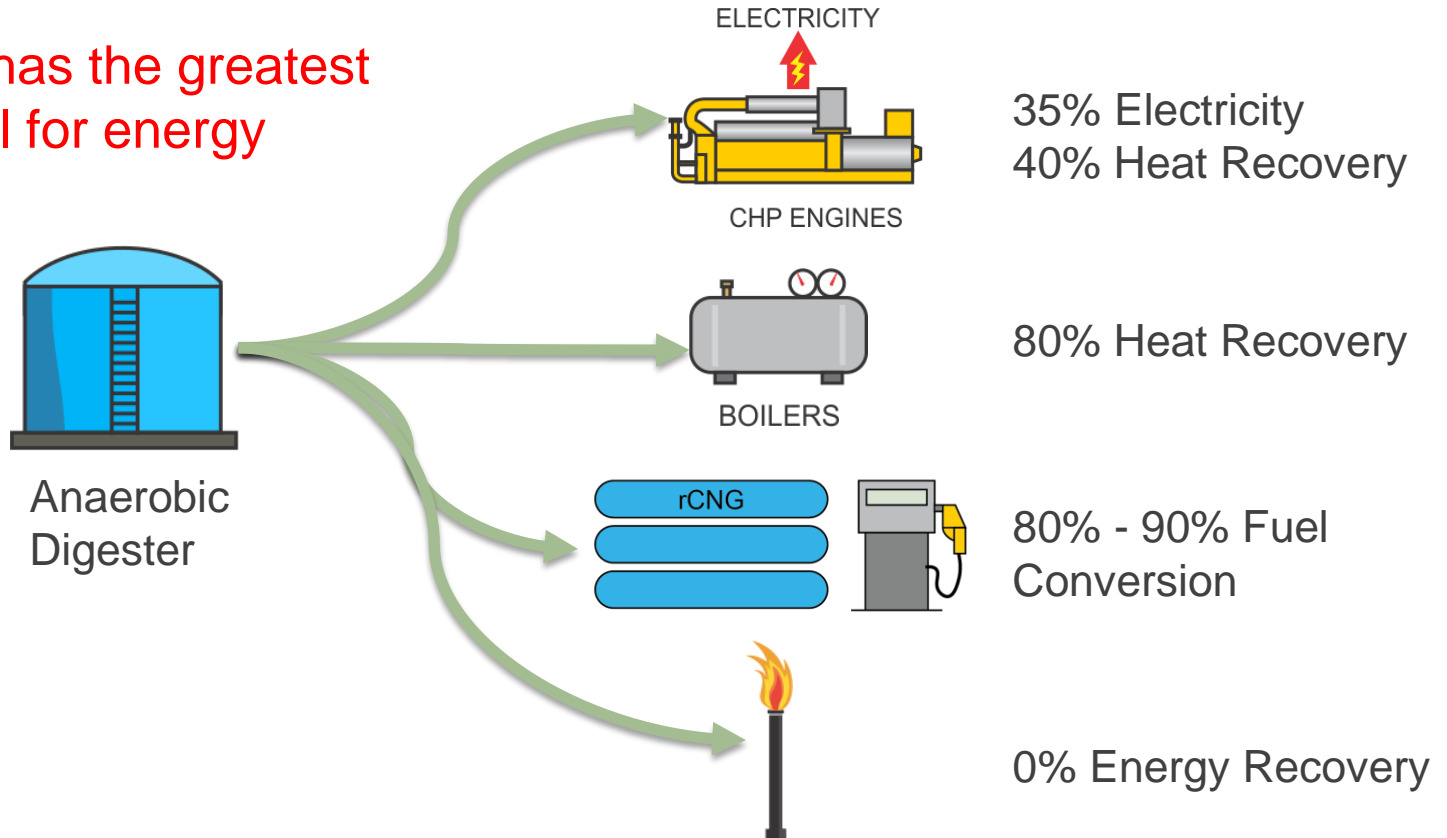 has the greatest
l for energy
ELECTRICITY
CHP ENGINES
35% Electricity
40% Heat Recovery
BOILERS
80% Heat Recovery
Anaerobic
Digester
rCNG
80% - 90% Fuel
Conversion
0% Energy Recovery